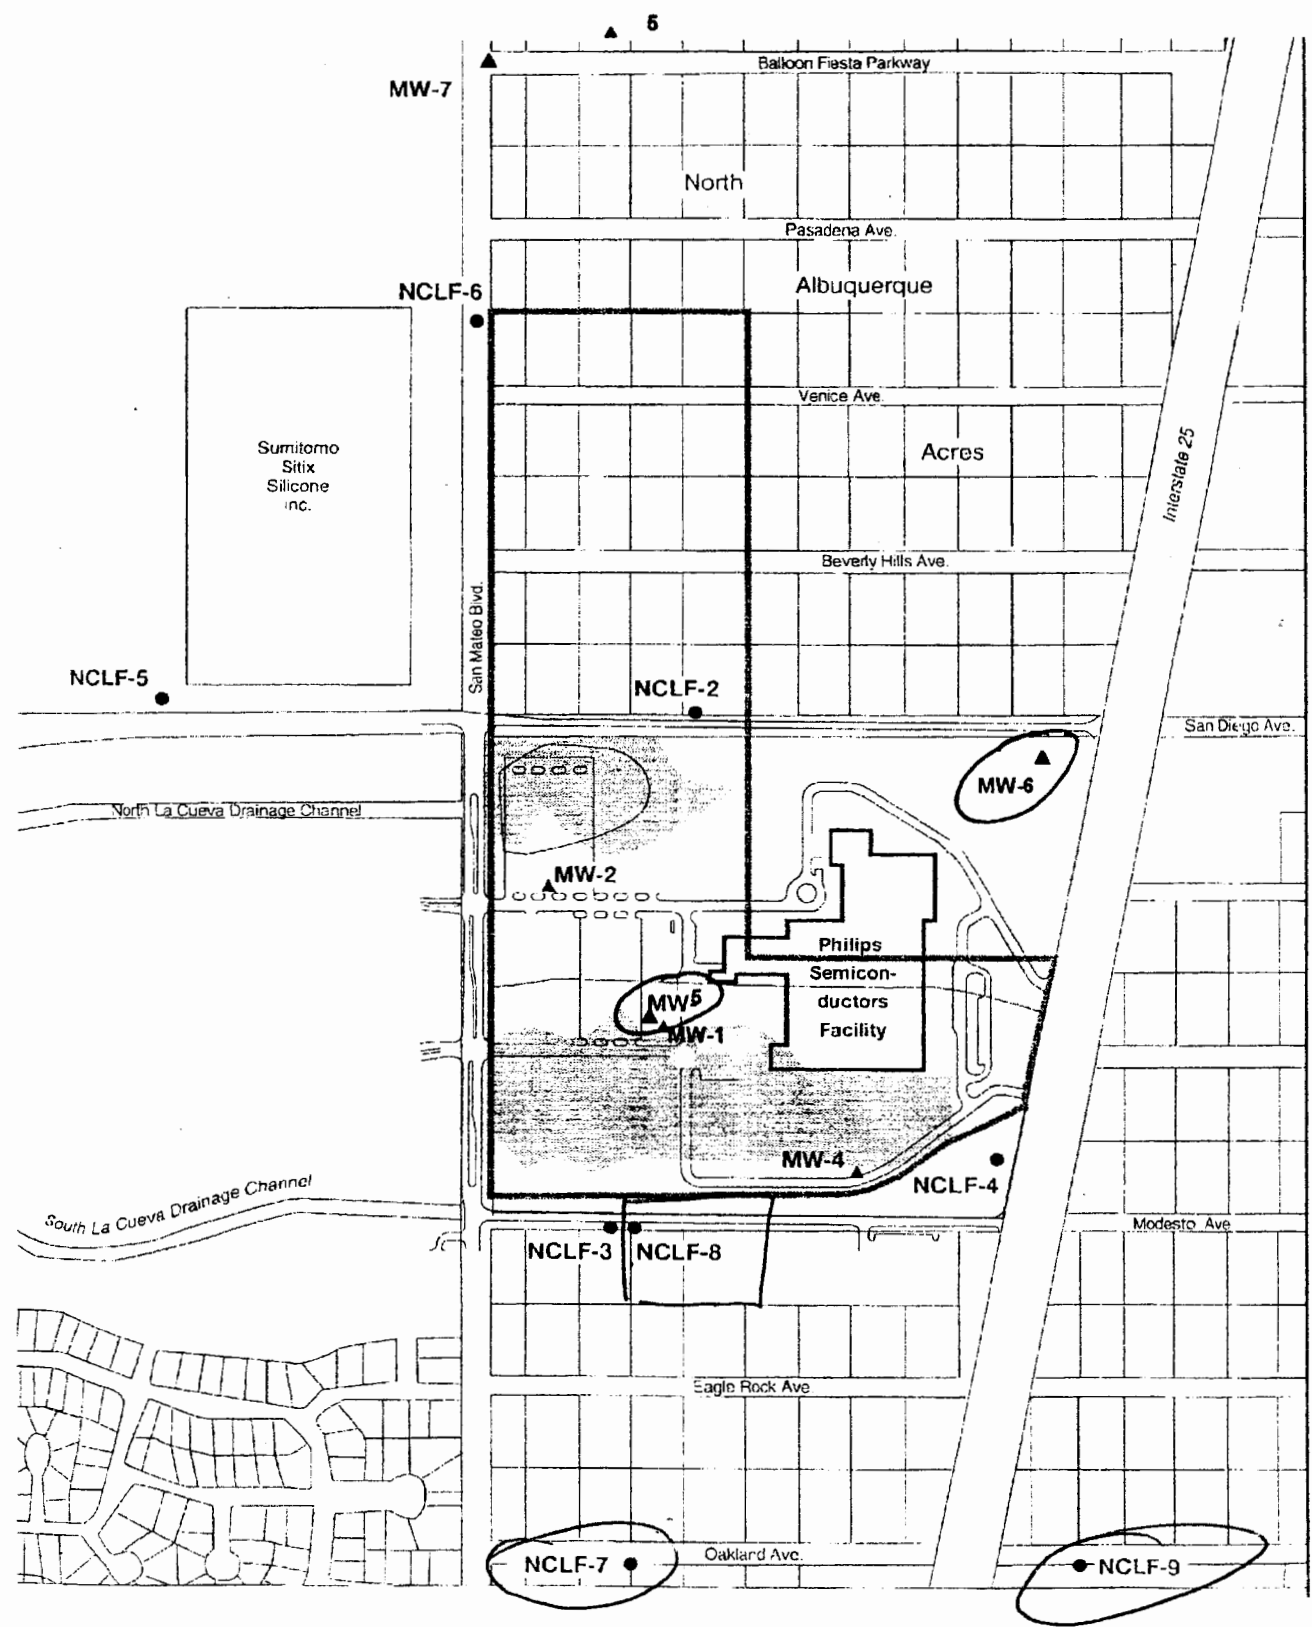 5
Balloon Fiesta Parkway
MW-7
North
Pasadena Ave.
Albuquerque
NCLF-6
Venice Ave.
Sumitomo
Sitix
Silicone
Inc.
Acres
Interstate 25
Beverly Hills Ave.
San Mateo Blvd.
NCLF-5
NCLF-2
San Diego Ave.
MW-6
North La Cueva Drainage Channel
MW-2
Philips
Semicon-
ductors
Facility
MW5
MW-1
MW-4
NCLF-4
South La Cueva Drainage Channel
Modesto Ave
NCLF-3
NCLF-8
Eagle Rock Ave
Oakland Ave.
NCLF-7
NCLF-9